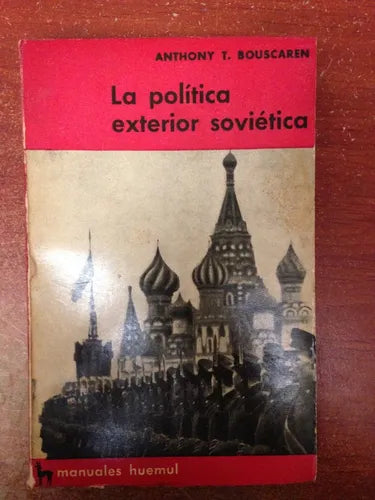 ANTHONY T. BOUSCAREN
La política
exterior soviética
manuales huemul